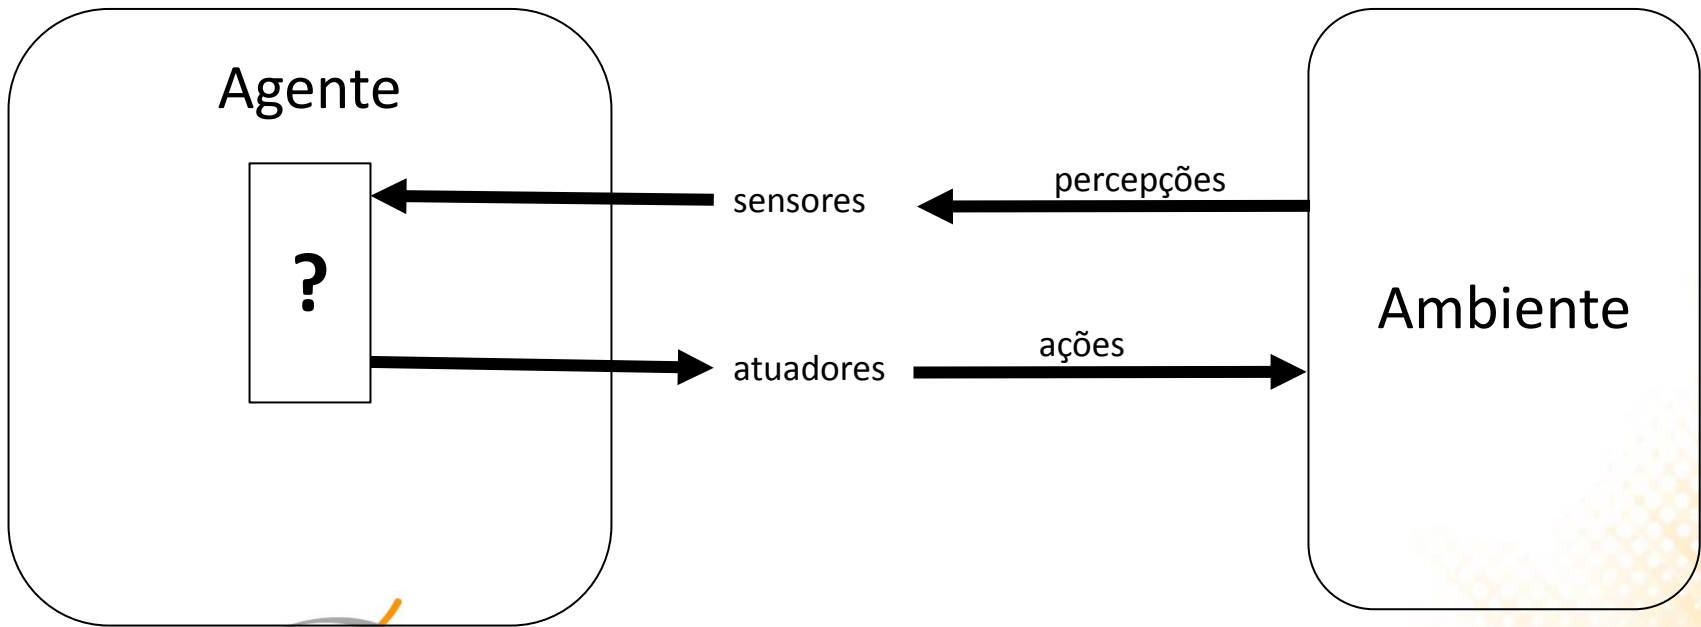 Agente
percepções
sensores
?
Ambiente
ações
atuadores